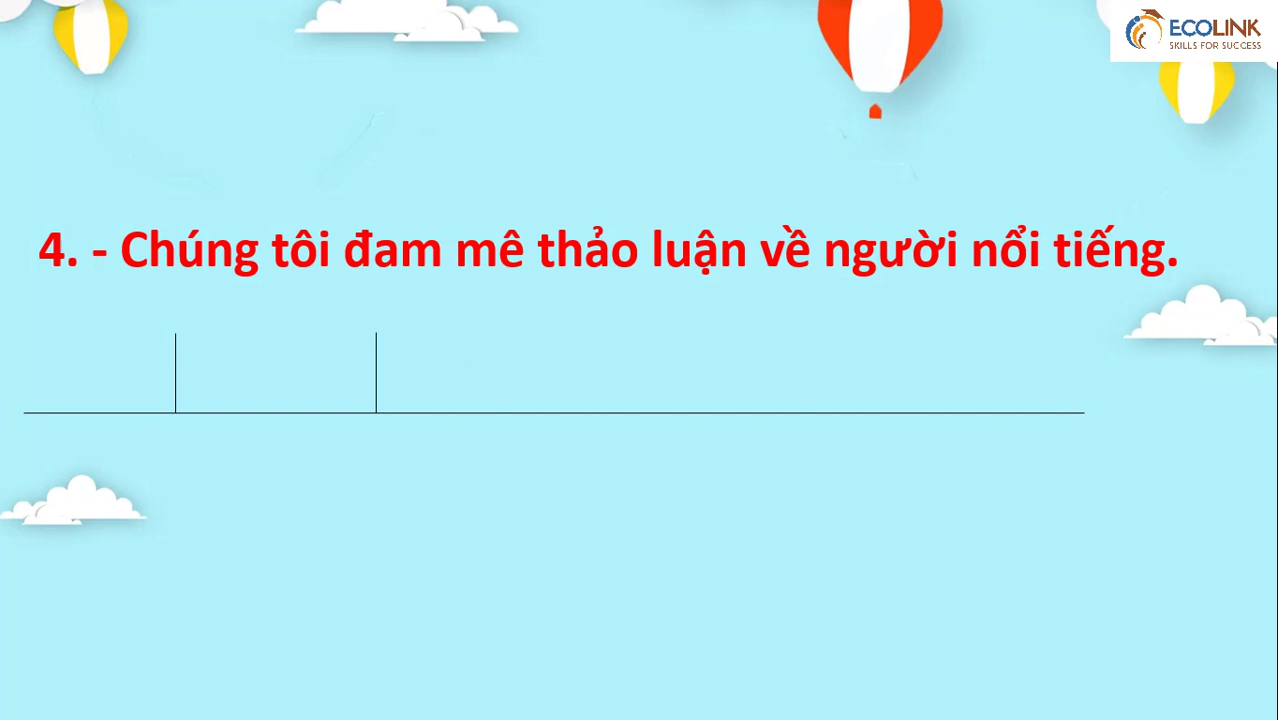 ECOLINK
SKILLS FOR SUCCESS
4. - Chúng tôi đam mê thảo luận về người nổi tiếng.